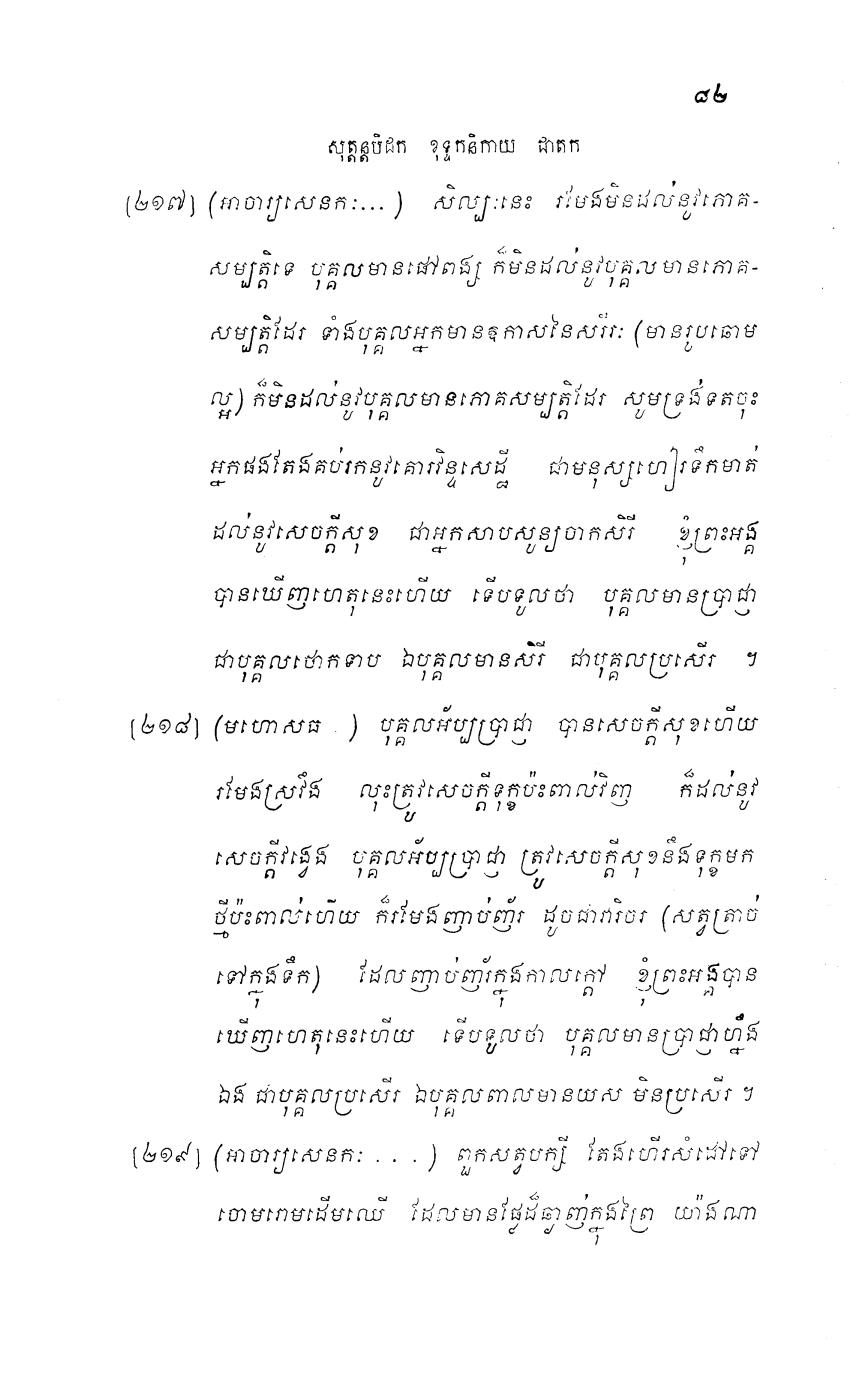 ៨២
សុត្តន្តបិដក ខុទ្ទកនិកាយ ជាតក
[២១៧] (អាចារ្យសេនកៈ...) សិល្បៈនេះ រមែងមិនដល់នូវភោគ-
សម្បត្តិទេ បុគ្គលមានផៅពង្ស ក៏មិនដល់នូវបុគ្គលមានភោគ-
សម្បត្តិដែរ ទាំងបុគ្គលអ្នកមានឱកាសនៃសរីរៈ (មានរូបឆោម
ល្អ) ក៏មិនដល់នូវបុគ្គលមានភោគសម្បត្តិដែរ សូមទ្រង់ទតចុះ
អ្នកផងតែងគប់រកនូវគោរវិន្ទសេដ្ឋី ជាមនុស្សហៀរទឹកមាត់
ដល់នូវសេចក្តីសុខ ជាអ្នកសាបសូន្យចាកសិរី ខ្ញុំព្រះអង្គ
បានឃើញហេតុនេះហើយ ទើបទូលថា បុគ្គលមានប្រាជ្ញា
ជាបុគ្គលថោកទាប ឯបុគ្គលមានសិរី ជាបុគ្គលប្រសើរ ។
[២១៨] (មហោសធ .) បុគ្គលអ័ប្បប្រាជ្ញា បានសេចក្តីសុខហើយ
រមែងស្រវឹង លុះត្រូវសេចក្តីទុក្ខប៉ះពាល់វិញ ក៏ដល់នូវ
សេចក្តីវង្វេង បុគ្គលអ័ប្បប្រាជ្ញា ត្រូវសេចក្តីសុខនឹងទុក្ខមក
ថ្មីប៉ះពាល់ហើយ ក៏រមែងញាប់ញ័រ ដូចជាវារិចរ (សត្វត្រាច់
ទៅក្នុងទឹក) ដែលញាប់ញ័រក្នុងកាលក្តៅ ខ្ញុំព្រះអង្គបាន
ឃើញហេតុនេះហើយ ទើបទូលថា បុគ្គលមានប្រាជ្ញាហ្នឹង
ឯង ជាបុគ្គលប្រសើរ ឯបុគ្គលពាលមានយស មិនប្រសើរ ។
[២១៩] (អាចារ្យសេនកៈ . . . ) ពួកសត្វបក្សី តែងហើរសំដៅទៅ
ចោមរោមដើមឈើ ដែលមានផ្លែដ៏ឆ្ងាញ់ក្នុងព្រៃ យ៉ាងណា